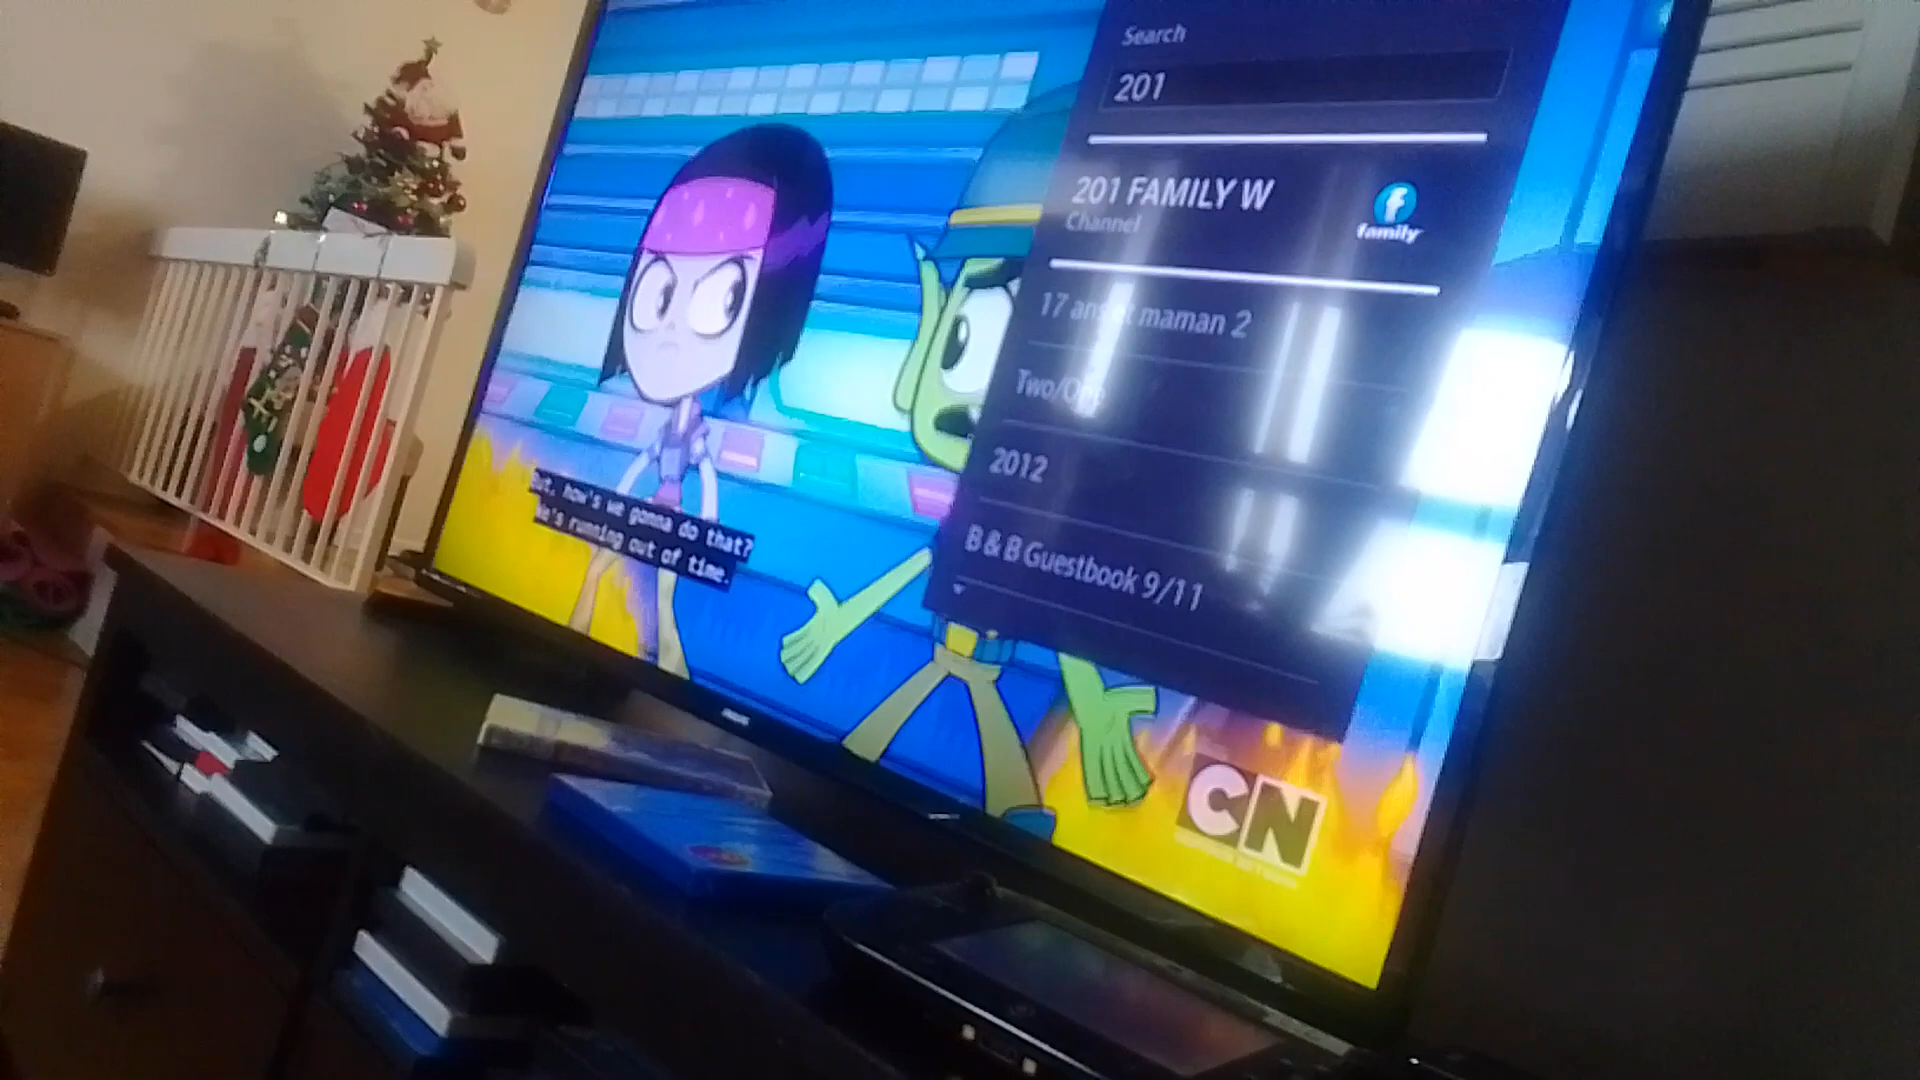 Search
201
201 FAMILY W
Channel
family
17 ans et maman 2
Two/One
2012
B & B Guestbook 9/11
But, how's we gonna do that?
We's running out of time.
CN